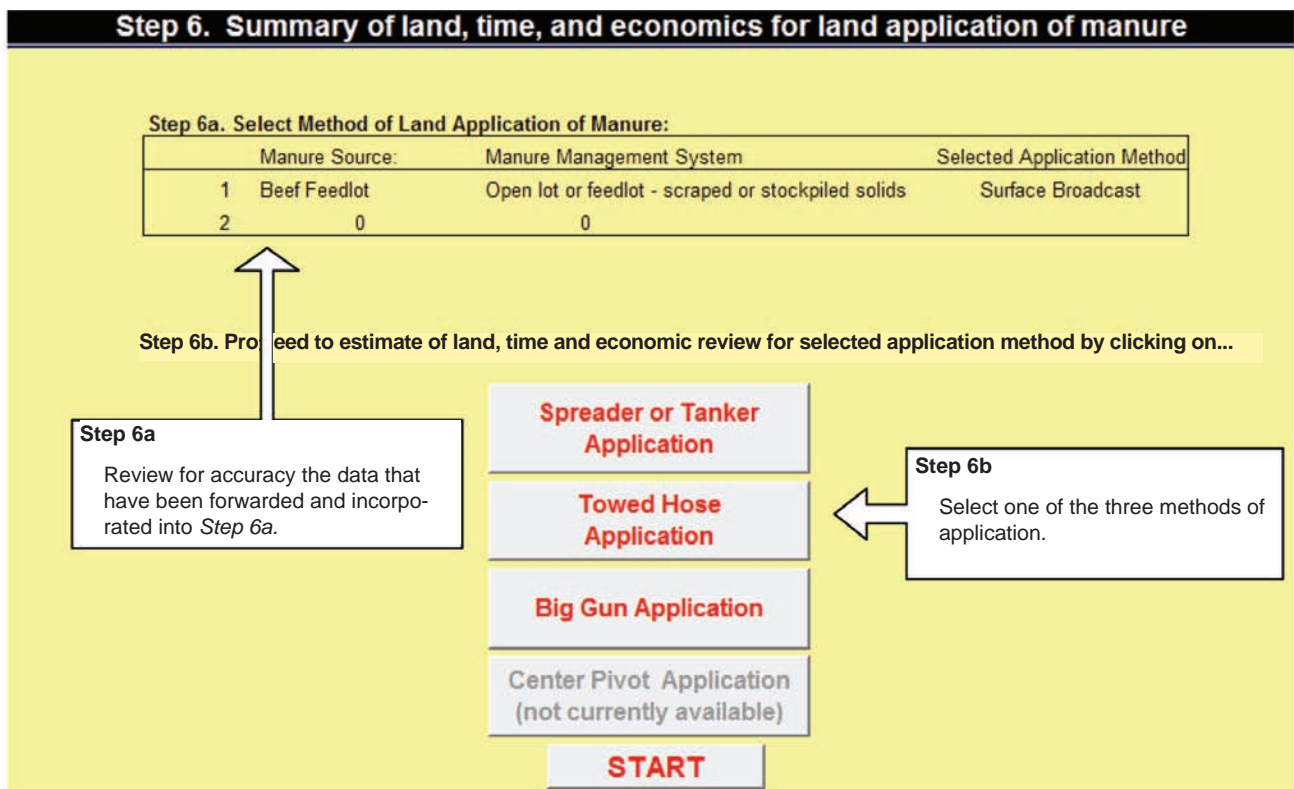 Step 6. Summary of land, time, and economics for land application of manure
Step 6a. Select Method of Land Application of Manure:
Manure Source: Manure Management System Selected Application Method
1 Beef Feedlot Open lot or feedlot - scraped or stockpiled solids Surface Broadcast
2 0 0
Step 6b. Pro eed to estimate of land, time and economic review for selected application method by clicking on...
Step 6a
Review for accuracy the data that
have been forwarded and incorpo-
rated into Step 6a.
Spreader or Tanker
Application
Towed Hose
Application
Big Gun Application
Center Pivot Application
(not currently available)
START
Step 6b
Select one of the three methods of
application.